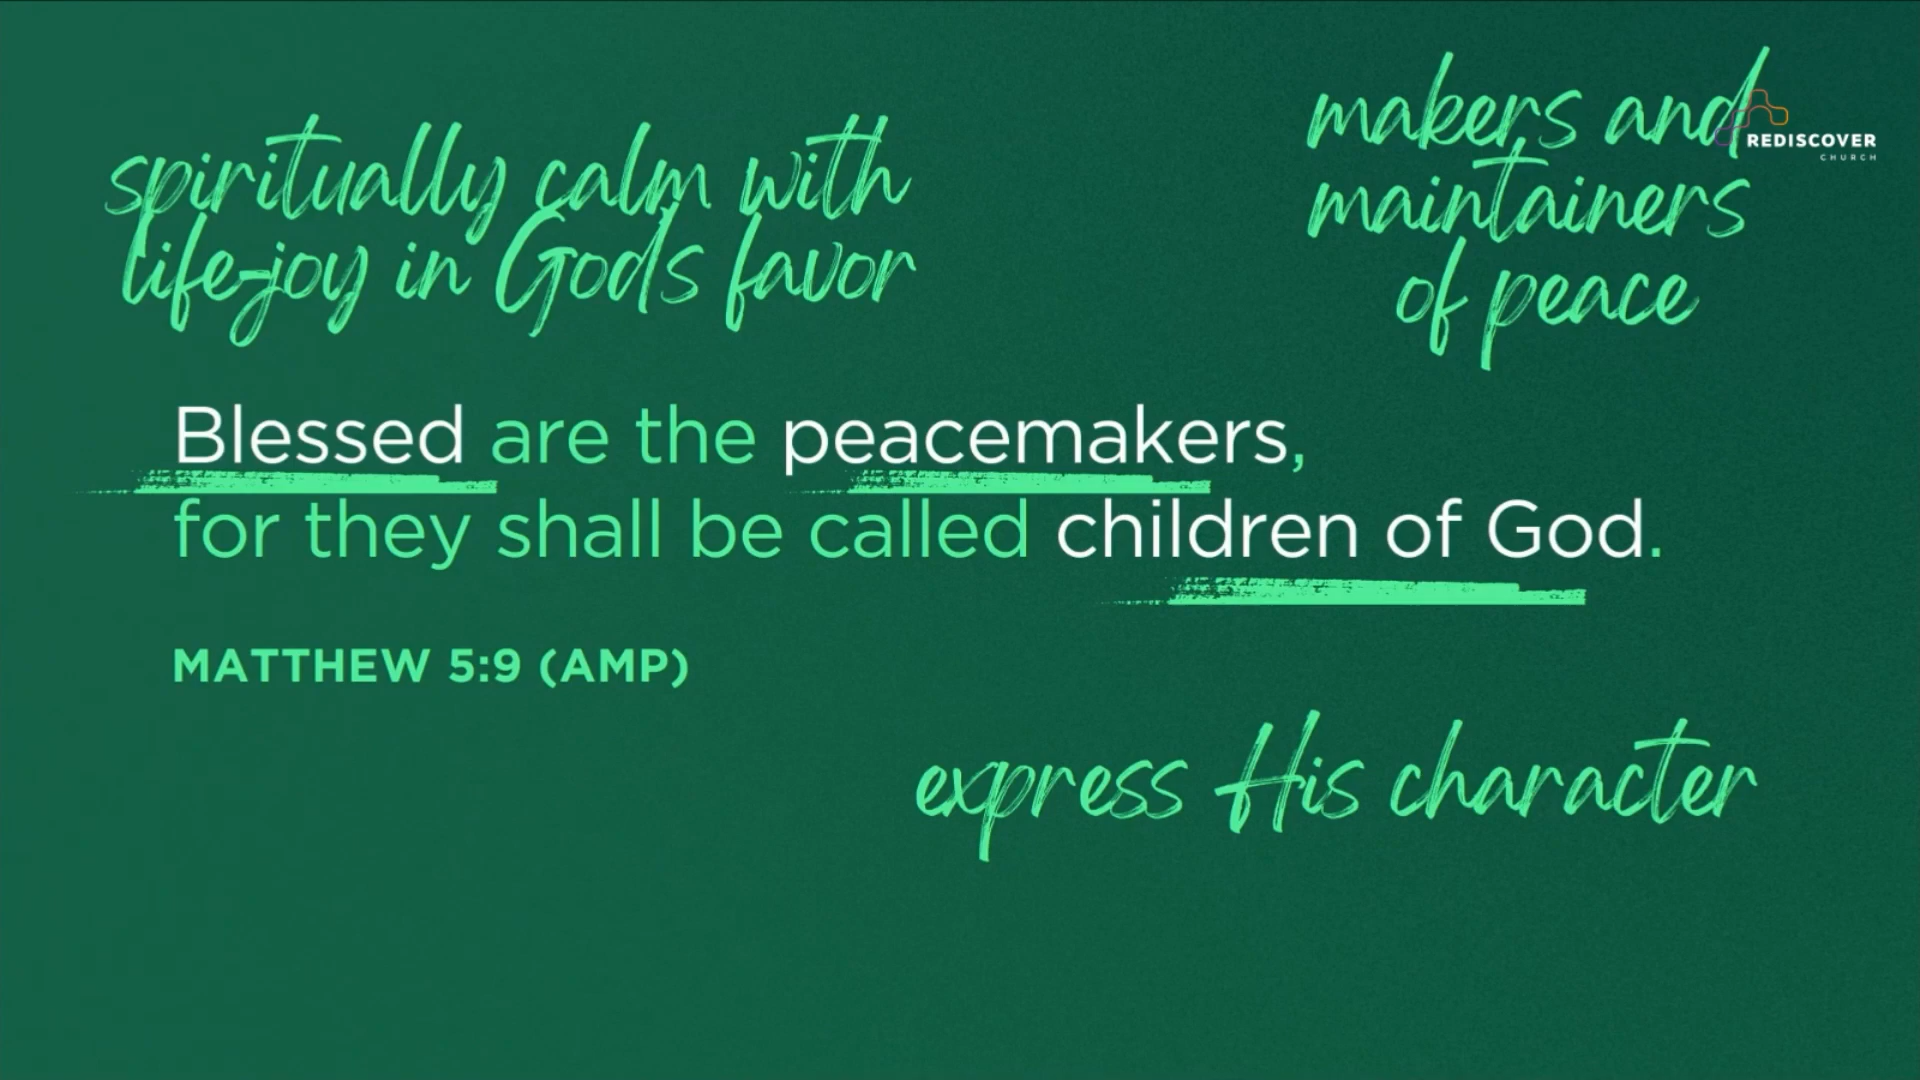 spiritually calm with
life-joy in God's favor
makers and
maintainers
of peace
REDISCOVER
CHURCH
Blessed are the peacemakers,
for they shall be called children of God.
MATTHEW 5:9 (AMP)
express His character